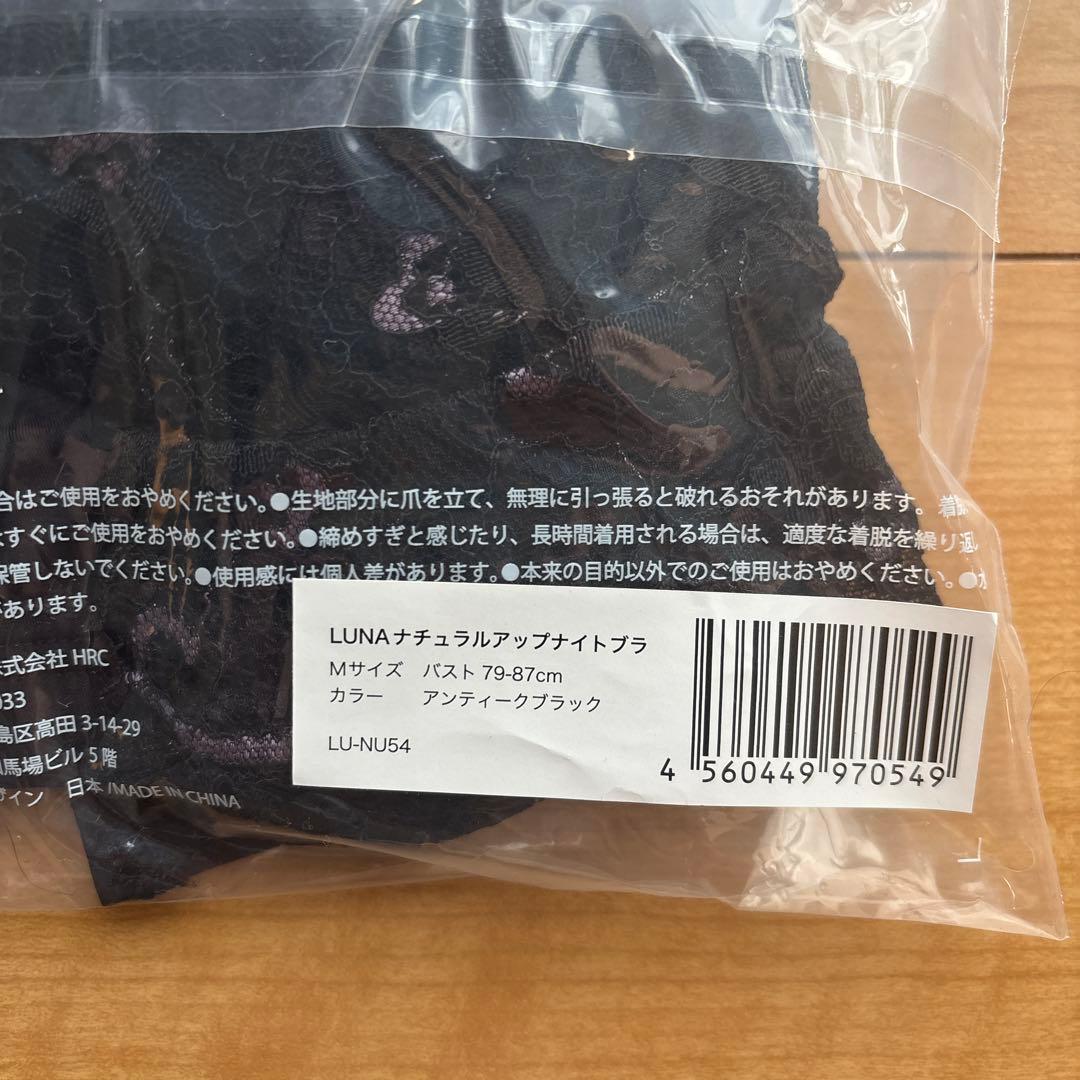 合はご使用をおやめください。●生地部分に爪を立て、無理に引っ張ると破れるおそれがあります。着
すぐにご使用をおやめください。●締めすぎと感じたり、長時間着用される場合は、適度な着脱を繰り返し
保管しないでください。●使用感には個人差があります。●本来の目的以外でのご使用はおやめください。●
があります。
株式会社 HRC
033
島区高田 3-14-29
馬場ビル 5階
ザイン 日本 /MADE IN CHINA
LUNAナチュラルアップナイトブラ
Mサイズ バスト 79-87cm
カラー アンティークブラック
LU-NU54
4 560449 970549